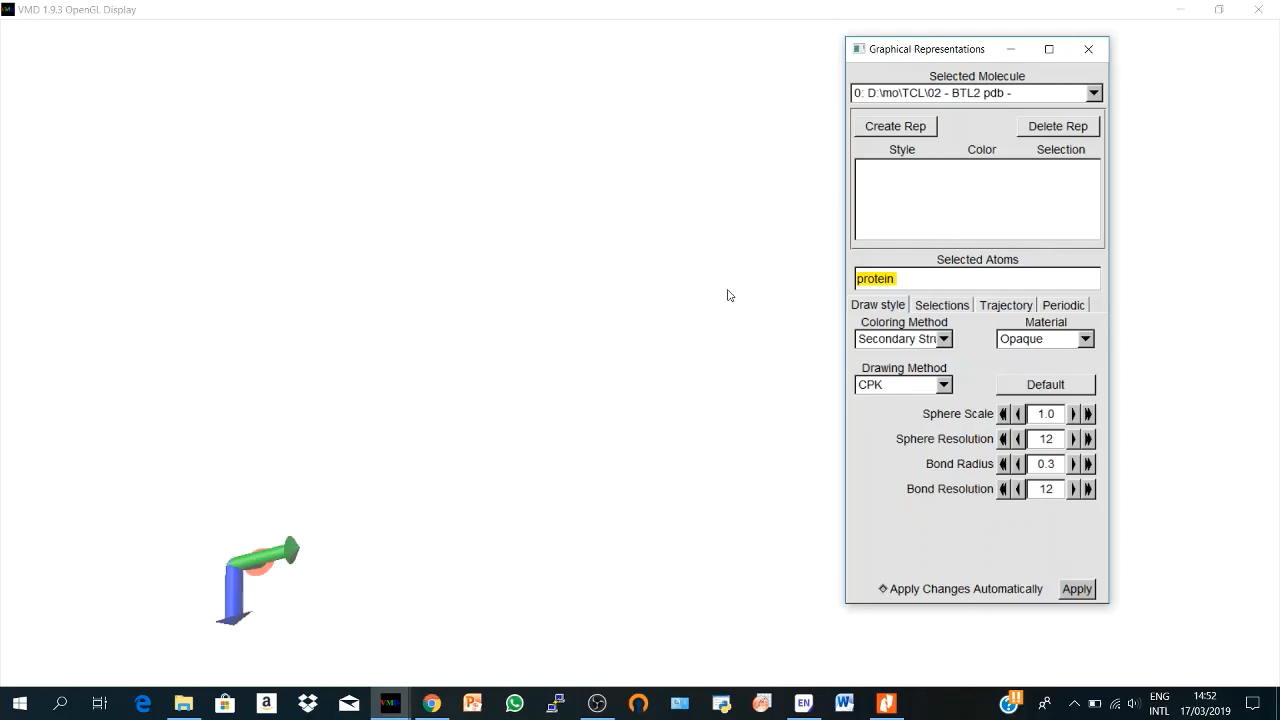 VMD 1.9.3 OpenGL Display
Graphical Representations
Selected Molecule
0: D:\mo\TCL\02 - BTL2 pdb -
Create Rep
Delete Rep
Style Color Selection
Selected Atoms
protein
Draw style Selections Trajectory Periodic
Coloring Method Material
Secondary Stru Opaque
Drawing Method
CPK Default
Sphere Scale 1.0
Sphere Resolution 12
Bond Radius 0.3
Bond Resolution 12
Apply Changes Automatically Apply
ENG 14:52
INTL 17/03/2019
EN